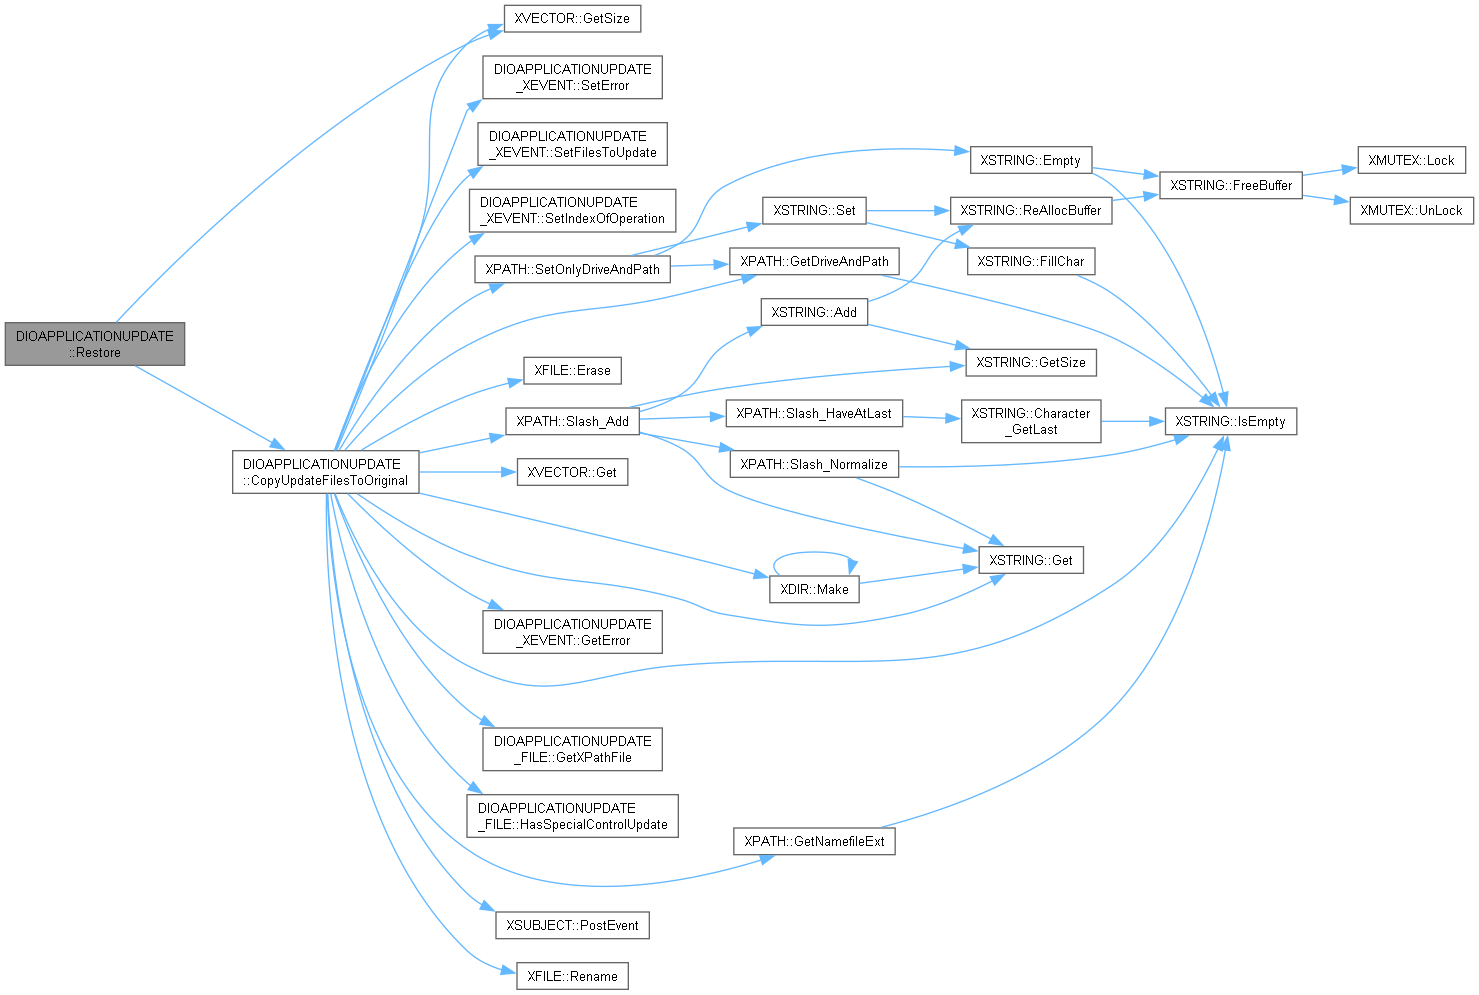 XVECTOR::GetSize
DIOAPPLICATIONUPDATE
_XEVENT::SetError
DIOAPPLICATIONUPDATE
_XEVENT::SetFilesToUpdate
DIOAPPLICATIONUPDATE
_XEVENT::SetIndexOfOperation
XPATH::SetOnlyDriveAndPath
XSTRING::Empty
XMUTEX::Lock
XSTRING::FreeBuffer
XMUTEX::UnLock
XSTRING::Set
XSTRING::ReAllocBuffer
XPATH::GetDriveAndPath
XSTRING::FillChar
XSTRING::Add
DIOAPPLICATIONUPDATE
::Restore
XFILE::Erase
XSTRING::GetSize
XPATH::Slash_Add
XPATH::Slash_HaveAtLast
XSTRING::Character
_GetLast
XSTRING::IsEmpty
DIOAPPLICATIONUPDATE
::CopyUpdateFilesToOriginal
XVECTOR::Get
XPATH::Slash_Normalize
XSTRING::Get
XDIR::Make
DIOAPPLICATIONUPDATE
_XEVENT::GetError
DIOAPPLICATIONUPDATE
_FILE::GetXPathFile
DIOAPPLICATIONUPDATE
_FILE::HasSpecialControlUpdate
XPATH::GetNamefileExt
XSUBJECT::PostEvent
XFILE::Rename